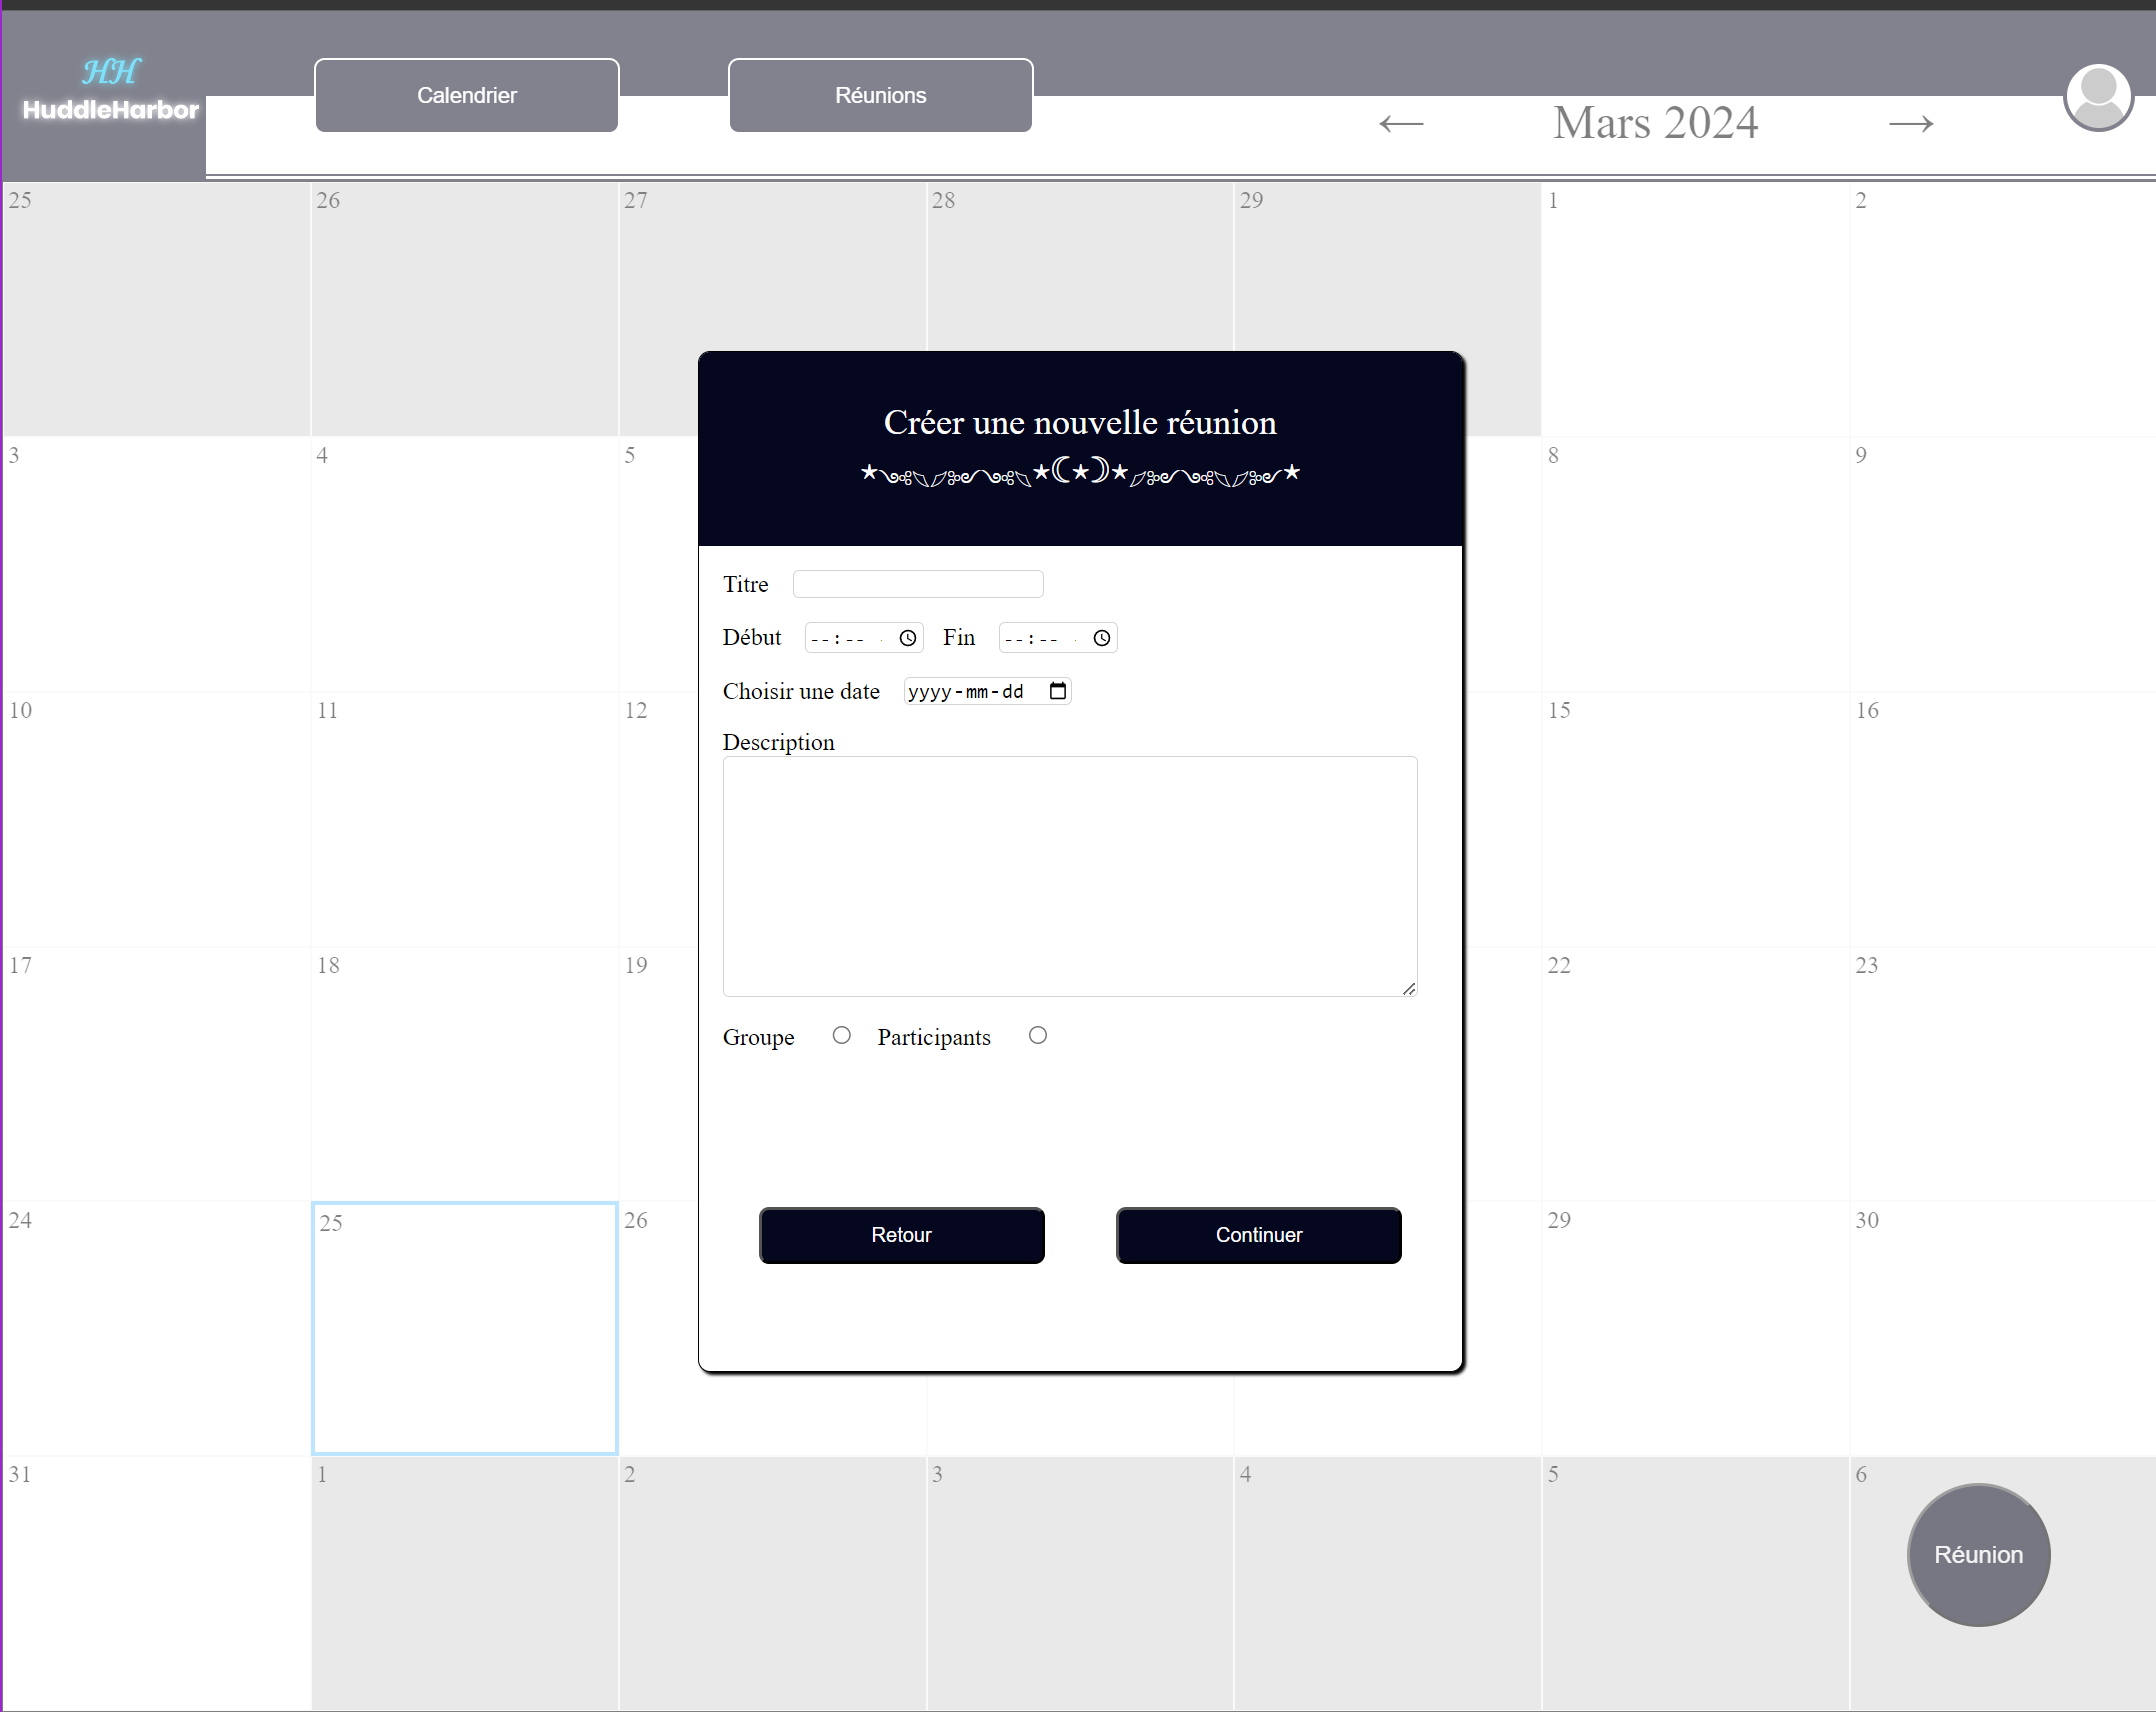 HH
HuddleHarbor
Calendrier
Réunions
← Mars 2024 →
25 26 27 28 29 1 2
Créer une nouvelle réunion
3 4 5 8 9
Titre
Début --:-- Fin --:--
Choisir une date yyyy-mm-dd
10 11 12 15 16
Description
17 18 19 22 23
Groupe Participants
24 25 26 29 30
Retour Continuer
31 1 2 3 4 5 6
Réunion